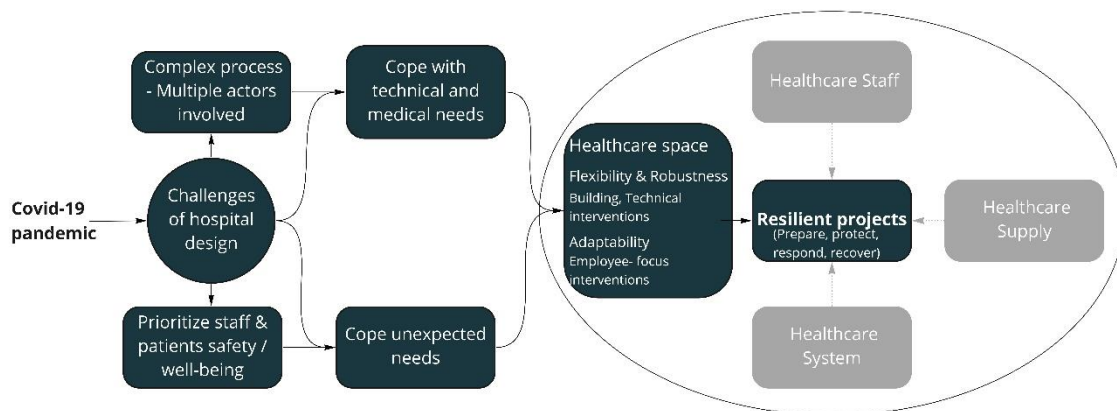 Covid-19
pandemic
Complex process
- Multiple actors
involved
Challenges
of hospital
design
Prioritize staff &
patients safety /
well-being
Cope with
technical and
medical needs
Cope unexpected
needs
Healthcare space
Flexibility & Robustness
Building, Technical
interventions
Adaptability
Employee- focus
interventions
Healthcare Staff
Resilient projects
(Prepare, protect,
respond, recover)
Healthcare
Supply
Healthcare
System